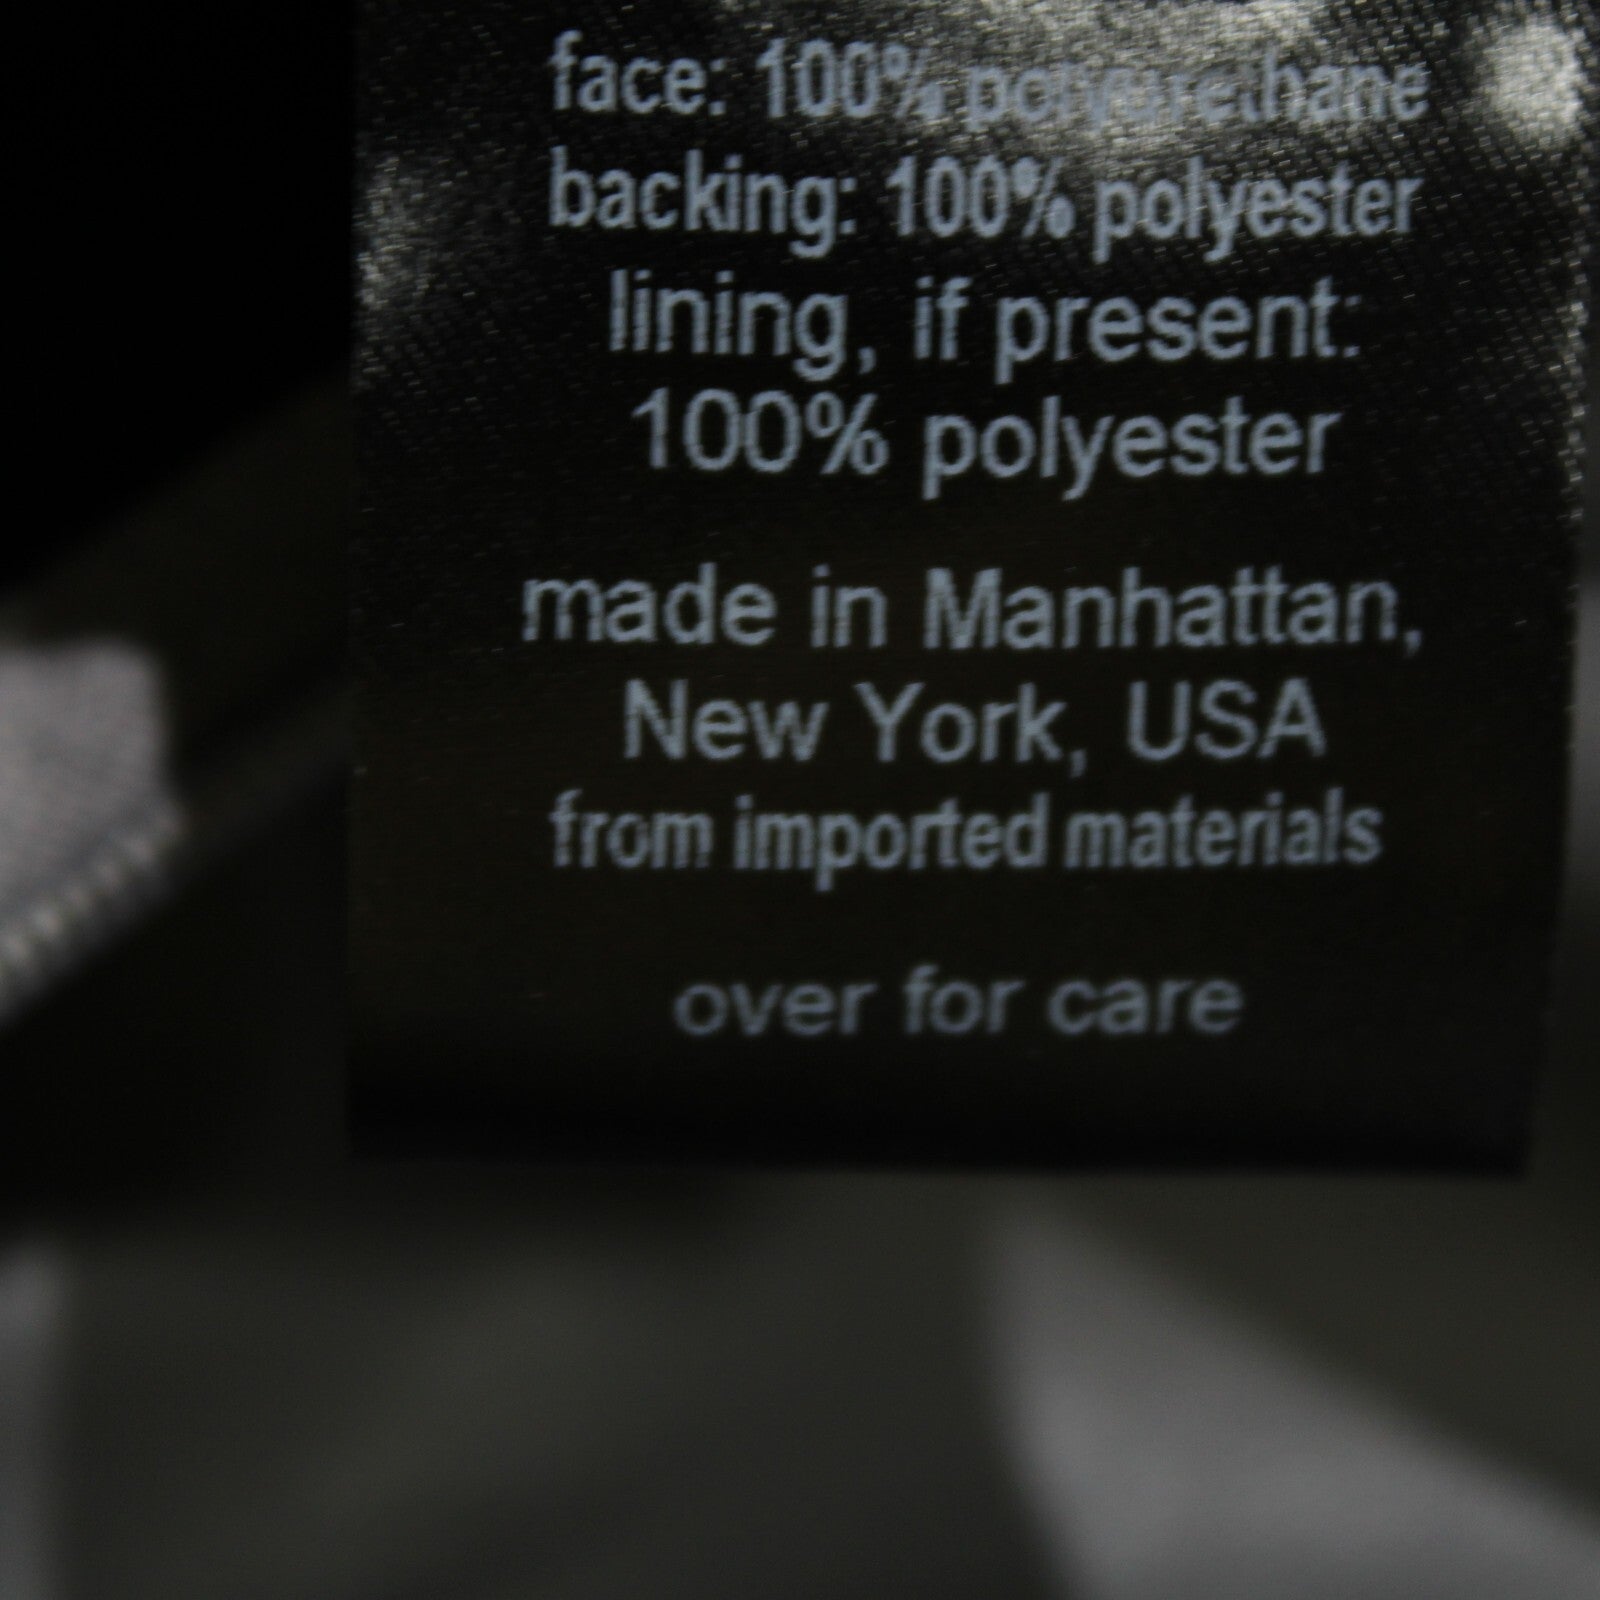 face: 100% polyurethane
backing: 100% polyester
lining, if present:
100% polyester
made in Manhattan,
New York, USA
from imported materials
over for care